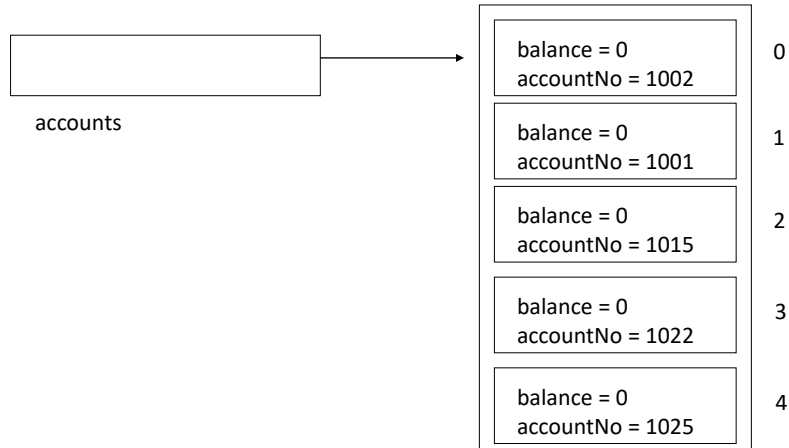 accounts
balance = 0
accountNo = 1002
0
balance = 0
accountNo = 1001
1
balance = 0
accountNo = 1015
2
balance = 0
accountNo = 1022
3
balance = 0
accountNo = 1025
4